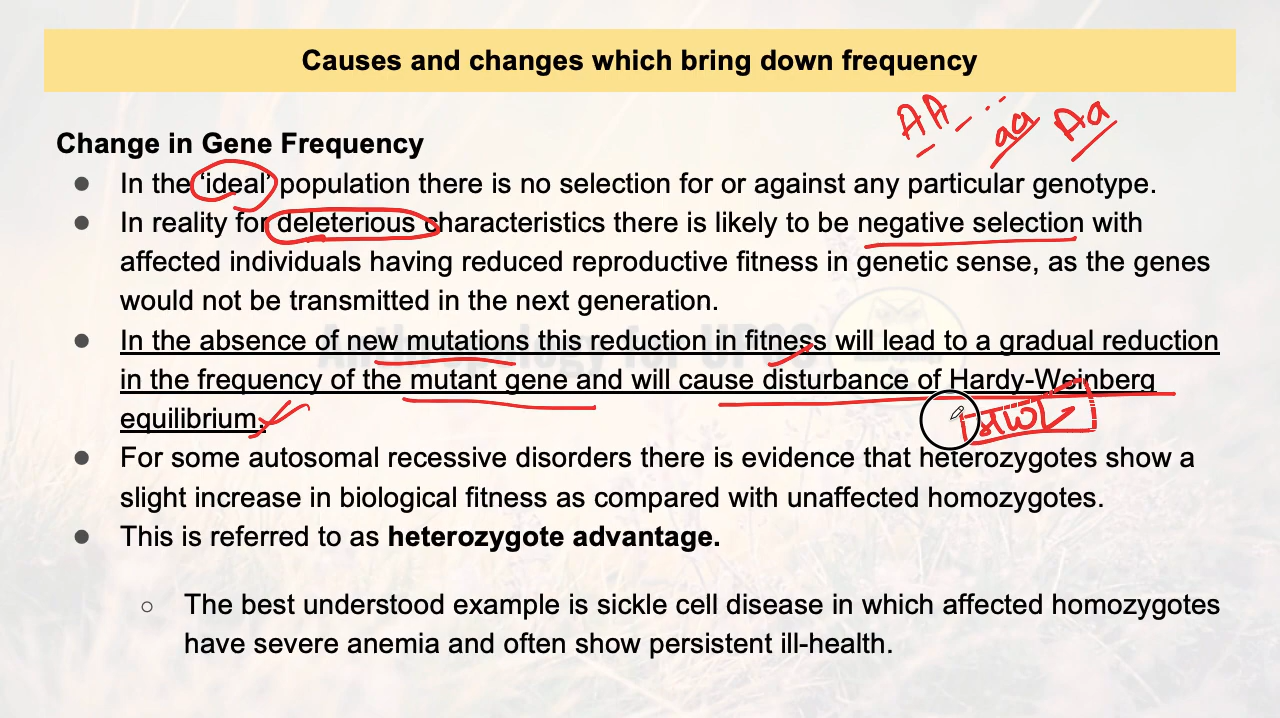 Causes and changes which bring down frequency
AA aa Aa
Change in Gene Frequency
● In the 'ideal' population there is no selection for or against any particular genotype.
● In reality for deleterious characteristics there is likely to be negative selection with
affected individuals having reduced reproductive fitness in genetic sense, as the genes
would not be transmitted in the next generation.
● In the absence of new mutations this reduction in fitness will lead to a gradual reduction
in the frequency of the mutant gene and will cause disturbance of Hardy-Weinberg
equilibrium.
● For some autosomal recessive disorders there is evidence that heterozygotes show a
slight increase in biological fitness as compared with unaffected homozygotes.
● This is referred to as heterozygote advantage.
○ The best understood example is sickle cell disease in which affected homozygotes
have severe anemia and often show persistent ill-health.
Anthropology for UPSC